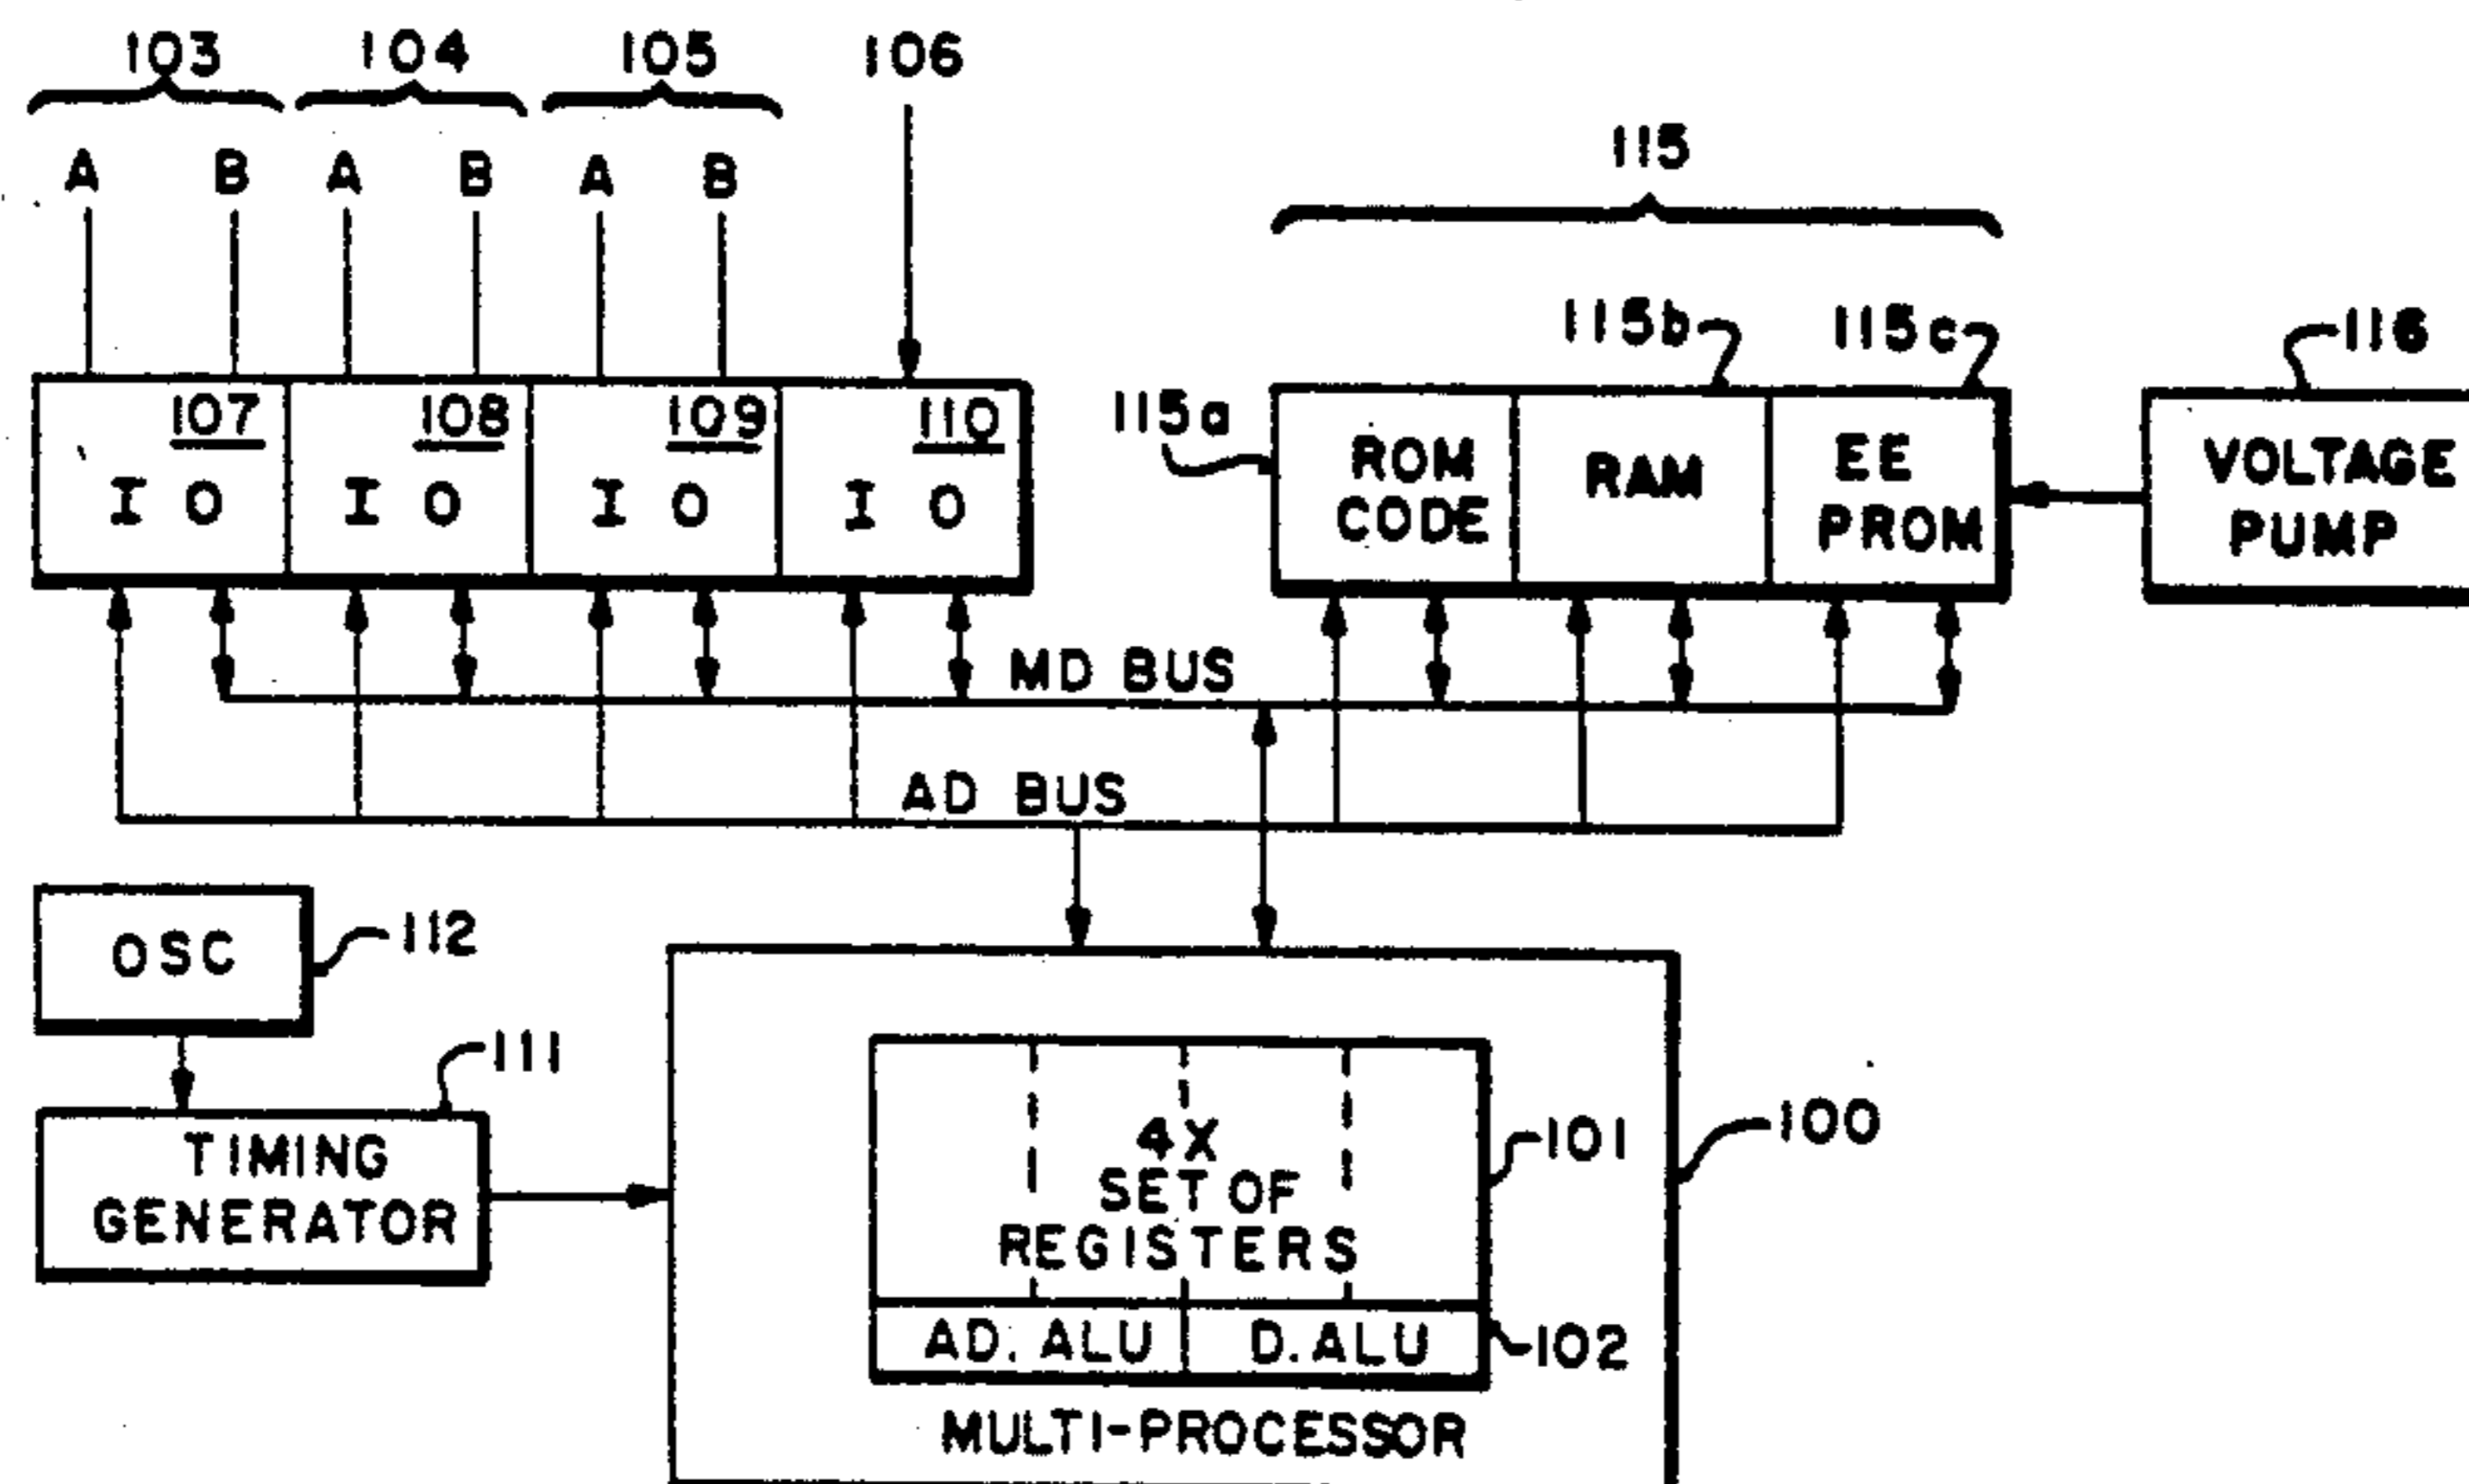 103 104 105 106
A B A B A B
115
115b 115c 116
107 108 109 110
115a
I O I O I O I O
ROM
CODE
RAM
EE
PROM
VOLTAGE
PUMP
MD BUS
AD BUS
OSC
112
111
TIMING
GENERATOR
4X
SET OF
REGISTERS
101
100
AD. ALU D. ALU
102
MULTI-PROCESSOR